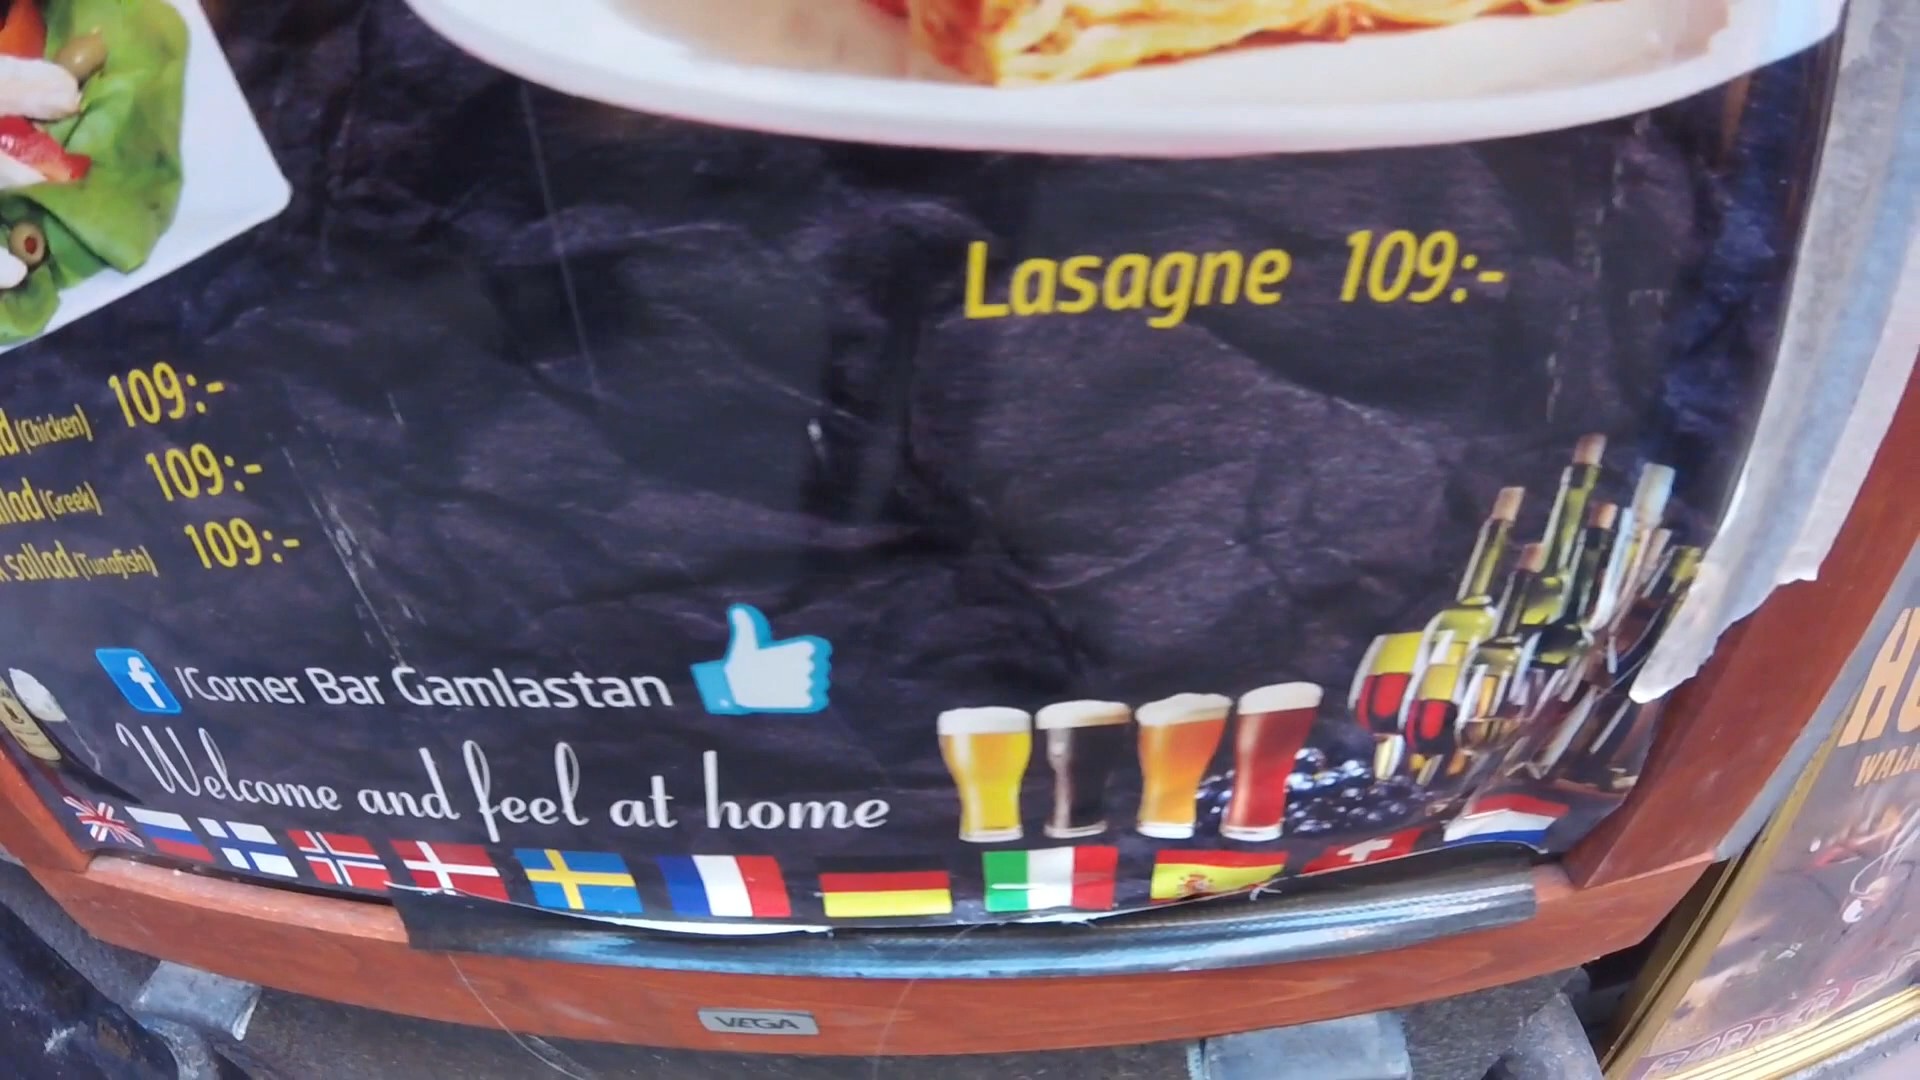 Lasagne 109:-
(Chicken) 109:-
(Greek) 109:-
sallad (Tunafish) 109:-
/Corner Bar Gamlastan
Welcome and feel at home
VEGA